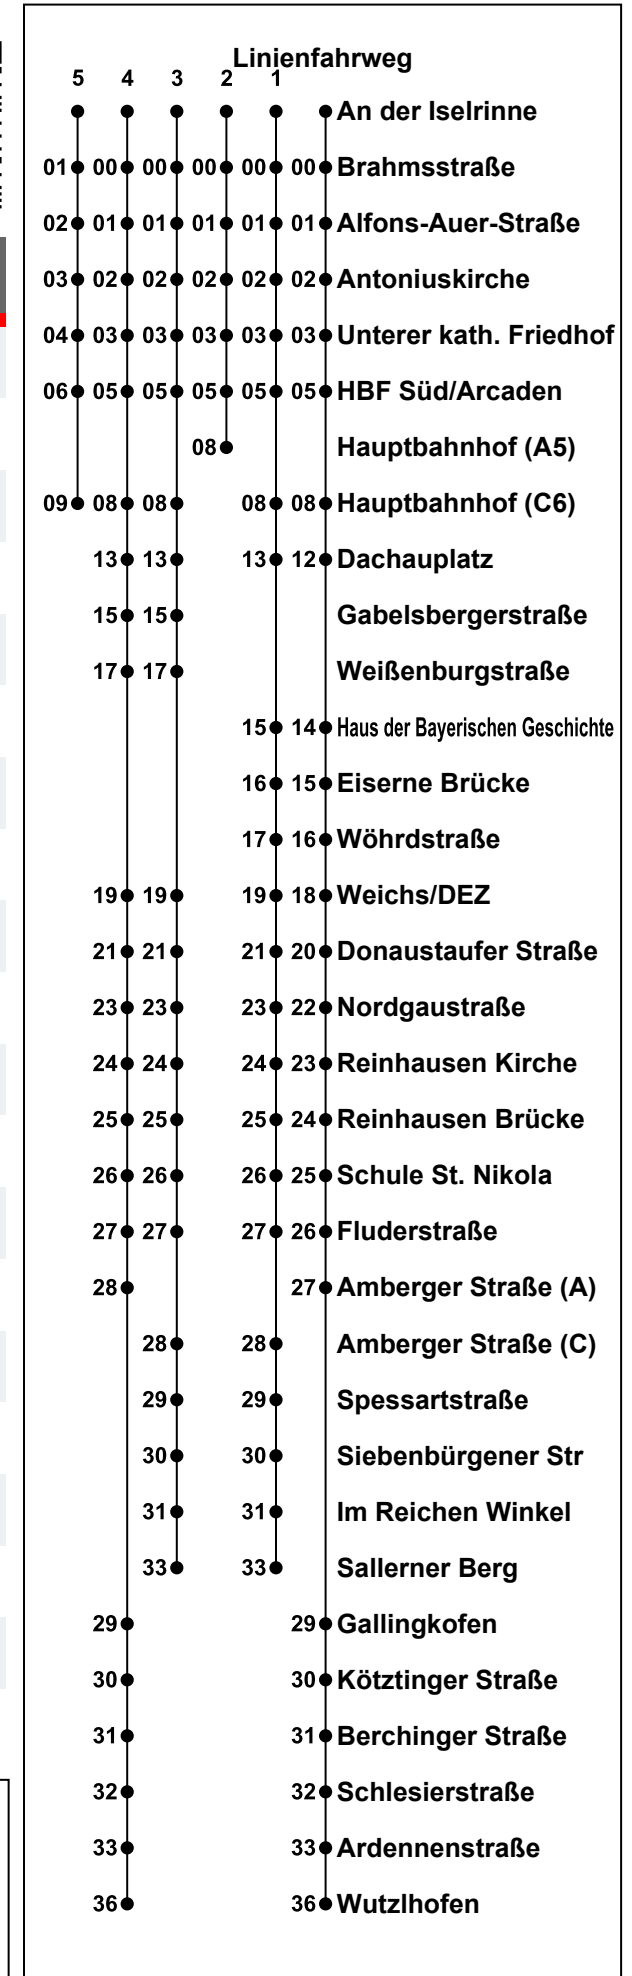 Linienfahrweg
5 4 3 2 1
An der Iselrinne
01 00 00 00 00 00 Brahmsstraße
02 01 01 01 01 01 Alfons-Auer-Straße
03 02 02 02 02 02 Antoniuskirche
04 03 03 03 03 03 Unterer kath. Friedhof
06 05 05 05 05 05 HBF Süd/Arcaden
08 Hauptbahnhof (A5)
09 08 08 08 08 Hauptbahnhof (C6)
13 13 13 12 Dachauplatz
15 15 Gabelsbergerstraße
17 17 Weißenburgstraße
15 14 Haus der Bayerischen Geschichte
16 15 Eiserne Brücke
17 16 Wöhrdstraße
19 19 19 18 Weichs/DEZ
21 21 21 20 Donaustaufer Straße
23 23 23 22 Nordgaustraße
24 24 24 23 Reinhausen Kirche
25 25 25 24 Reinhausen Brücke
26 26 26 25 Schule St. Nikola
27 27 27 26 Fluderstraße
28 27 Amberger Straße (A)
28 28 Amberger Straße (C)
29 29 Spessartstraße
30 30 Siebenbürgener Str
31 31 Im Reichen Winkel
33 33 Sallerner Berg
29 29 Gallingkofen
30 30 Kötztinger Straße
31 31 Berchinger Straße
32 32 Schlesierstraße
33 33 Ardennenstraße
36 36 Wutzlhofen